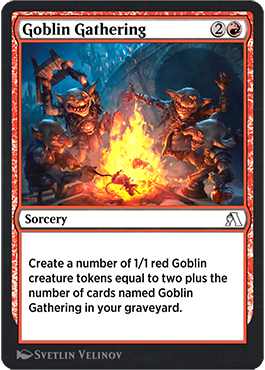 Goblin Gathering 2
Sorcery
Create a number of 1/1 red Goblin
creature tokens equal to two plus the
number of cards named Goblin
Gathering in your graveyard.
SVETLIN VELINOV